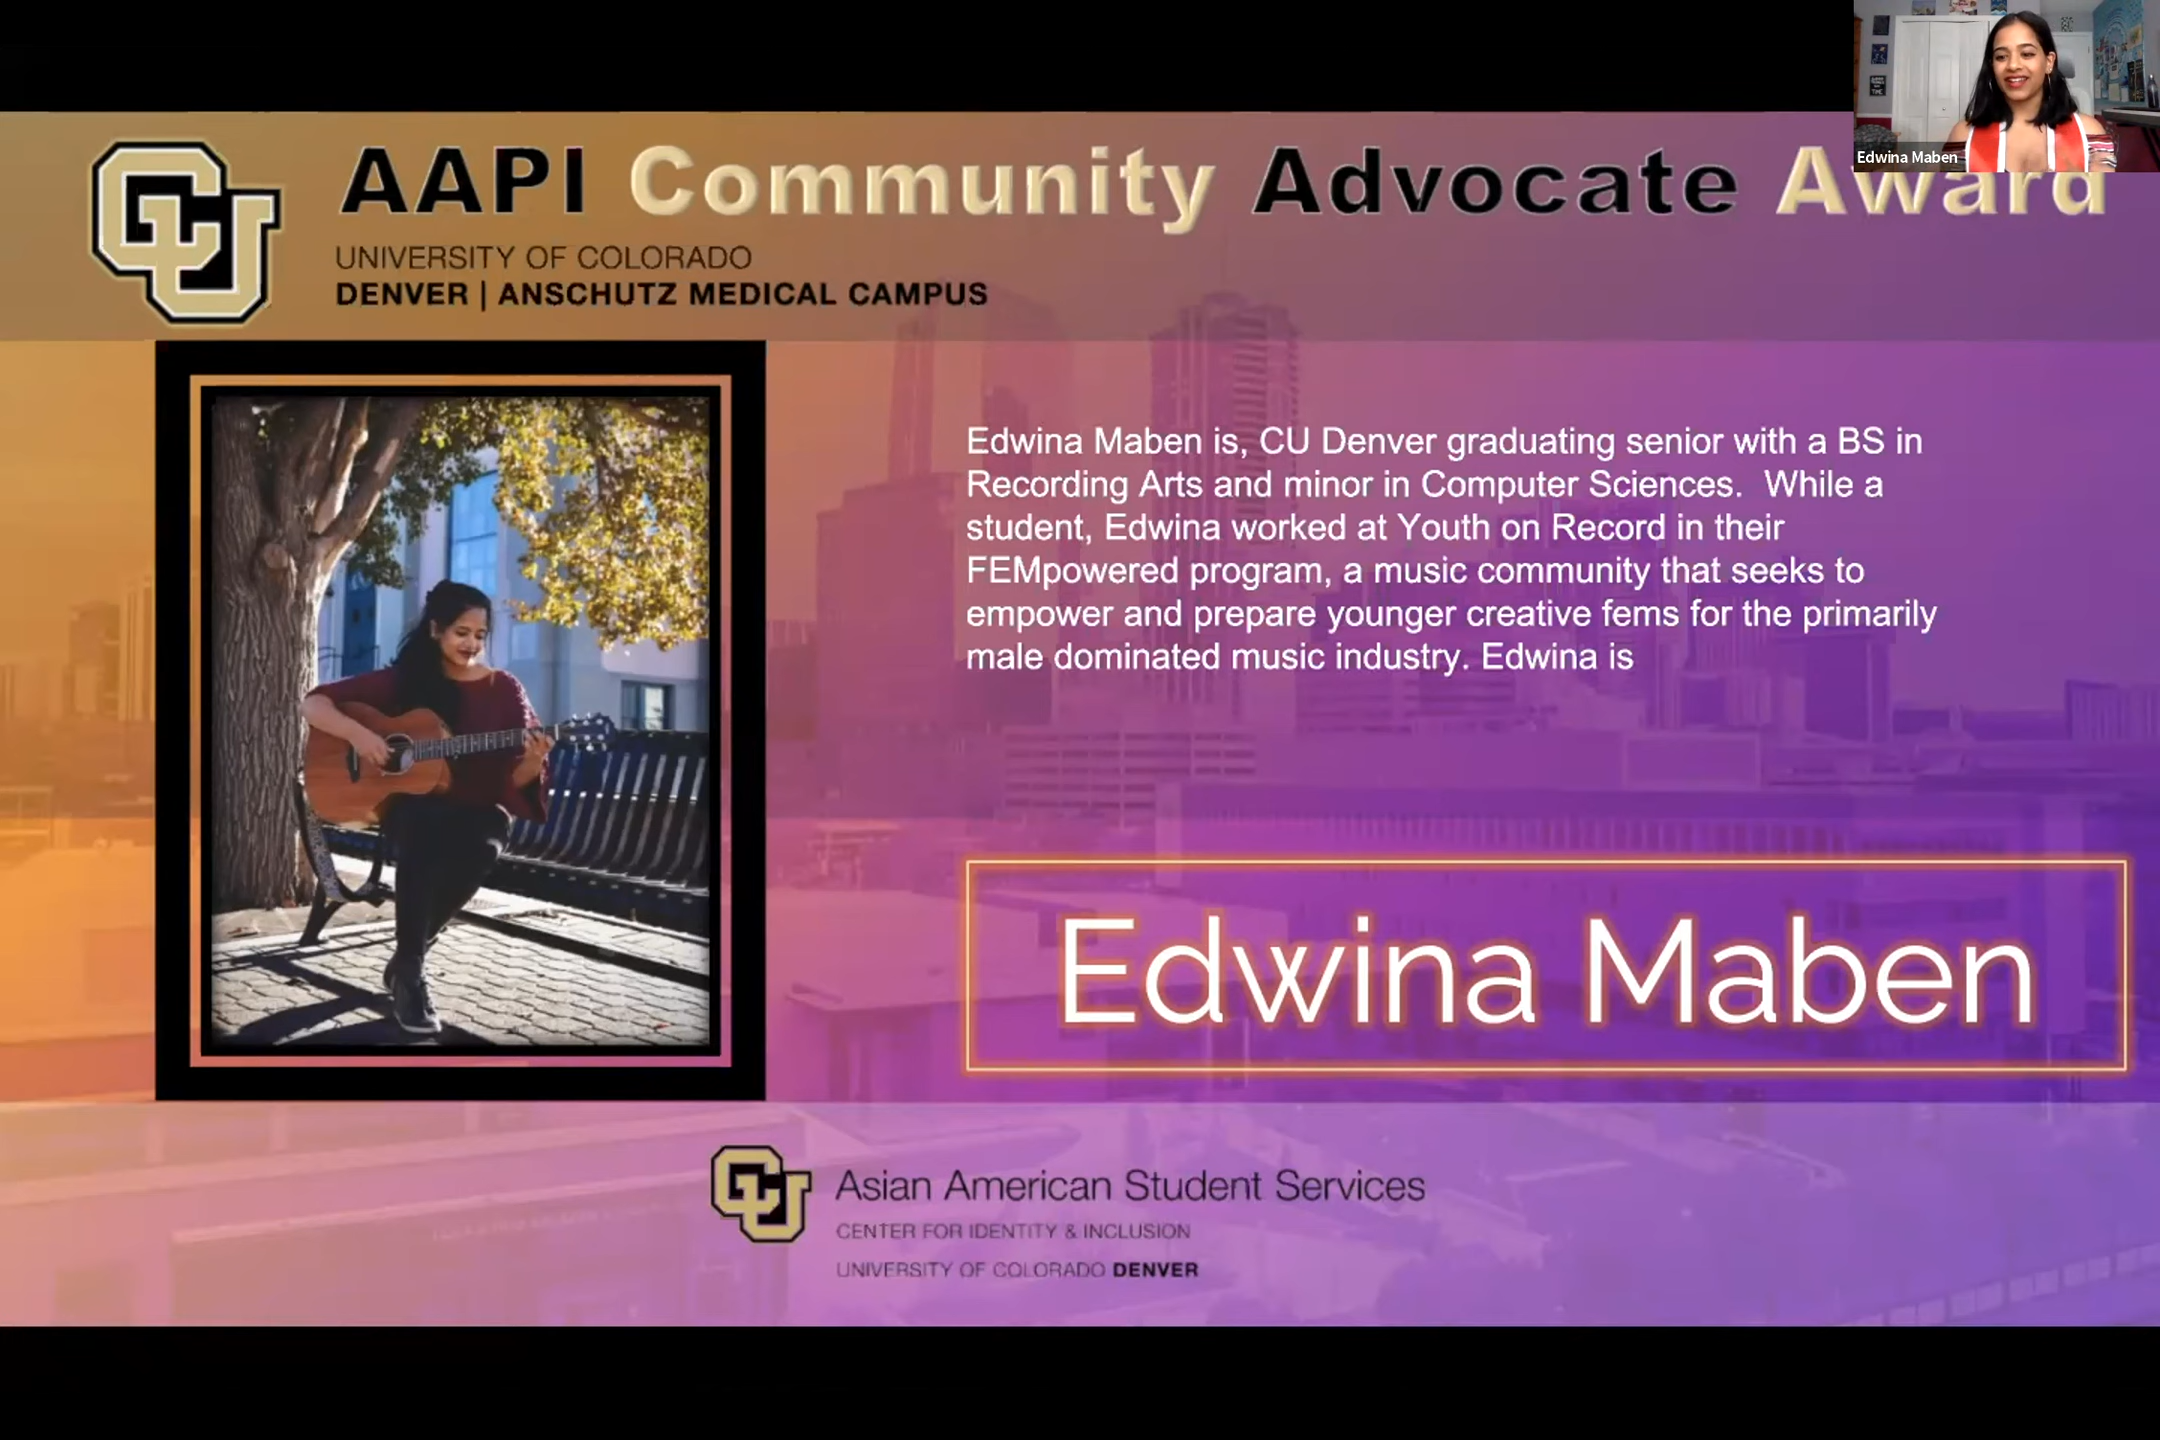 Edwina Maben
AAPI Community Advocate Award
UNIVERSITY OF COLORADO
DENVER | ANSCHUTZ MEDICAL CAMPUS
Edwina Maben is, CU Denver graduating senior with a BS in
Recording Arts and minor in Computer Sciences.  While a
student, Edwina worked at Youth on Record in their
FEMpowered program, a music community that seeks to
empower and prepare younger creative fems for the primarily
male dominated music industry. Edwina is
Edwina Maben
CU
Asian American Student Services
CENTER FOR IDENTITY & INCLUSION
UNIVERSITY OF COLORADO DENVER